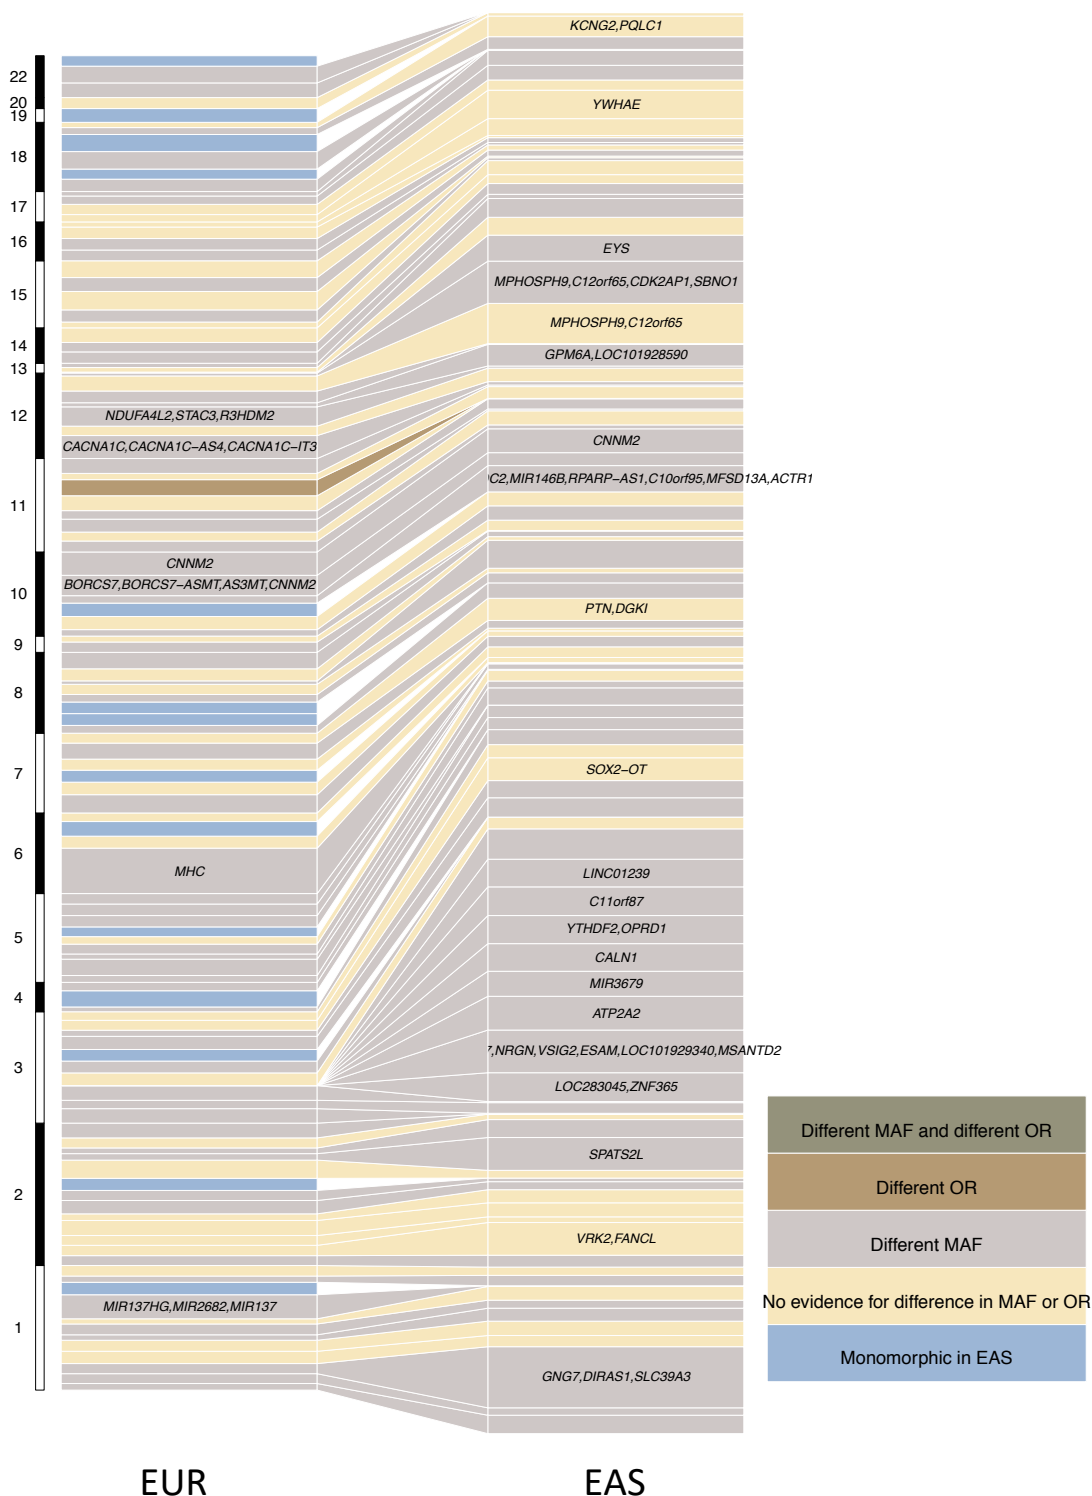 KCNG2,PQLC1
22
20
YWHAE
19
18
17
16
EYS
MPHOSPH9,C12orf65,CDK2AP1,SBNO1
15
MPHOSPH9,C12orf65
14
GPM6A,LOC101928590
13
12
NDUFA4L2,STAC3,R3HDM2
CACNA1C,CACNA1C−AS4,CACNA1C−IT3
CNNM2
C2,MIR146B,RPARP−AS1,C10orf95,MFSD13A,ACTR1
11
CNNM2
BORCS7,BORCS7−ASMT,AS3MT,CNNM2
10
PTN,DGKI
9
8
SOX2−OT
7
6
MHC
LINC01239
C11orf87
YTHDF2,OPRD1
5
CALN1
MIR3679
4
ATP2A2
7,NRGN,VSIG2,ESAM,LOC101929340,MSANTD2
3
LOC283045,ZNF365
Different MAF and different OR
SPATS2L
Different OR
2
VRK2,FANCL
Different MAF
MIR137HG,MIR2682,MIR137
No evidence for difference in MAF or OR
1
Monomorphic in EAS
GNG7,DIRAS1,SLC39A3
EUR
EAS